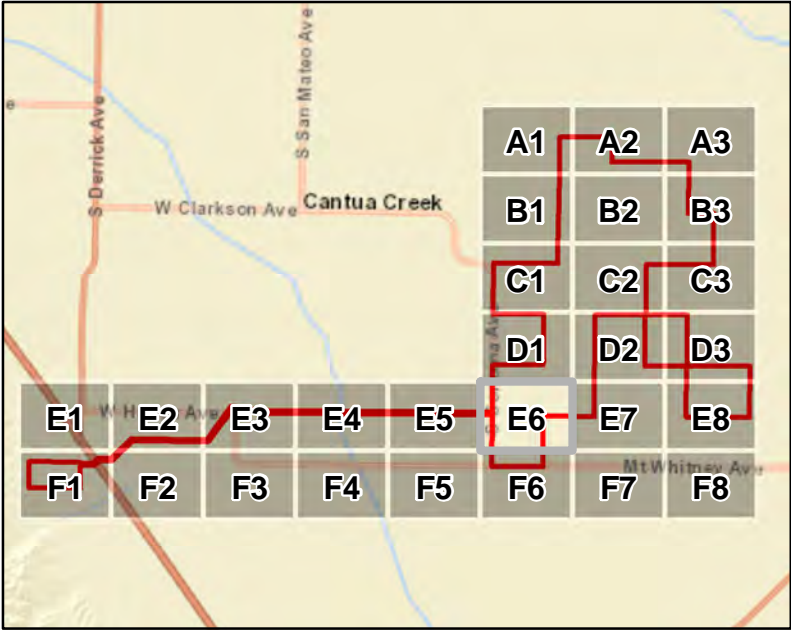 S San Mateo Ave
S Derrick Ave
e
A1 A2 A3
W Clarkson Ave Cantua Creek
B1 B2 B3
C1 C2 C3
D1 D2 D3
E1 E2 E3 E4 E5 E6 E7 E8
Mt Whitney Ave
F1 F2 F3 F4 F5 F6 F7 F8